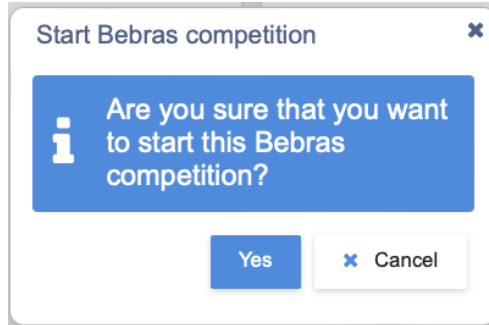 Start Bebras competition
Are you sure that you want
to start this Bebras
competition?
Yes
Cancel